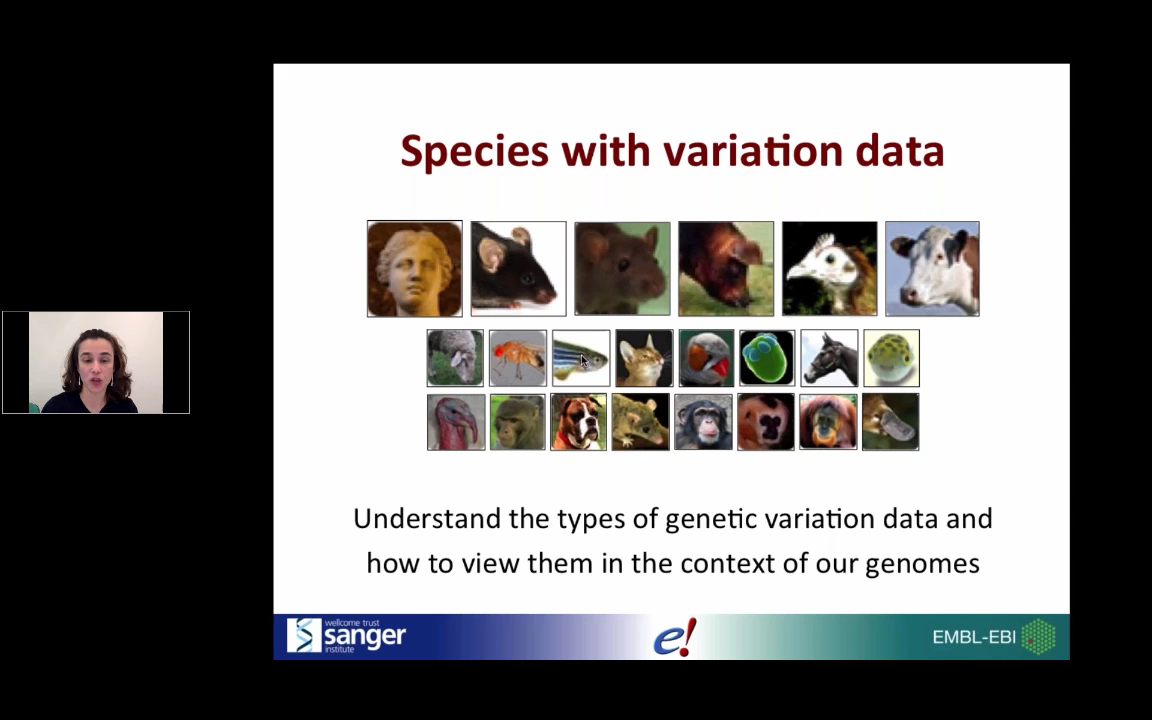 Species with variation data
Understand the types of genetic variation data and
how to view them in the context of our genomes
wellcome trust
sanger
institute
e!
EMBL-EBI